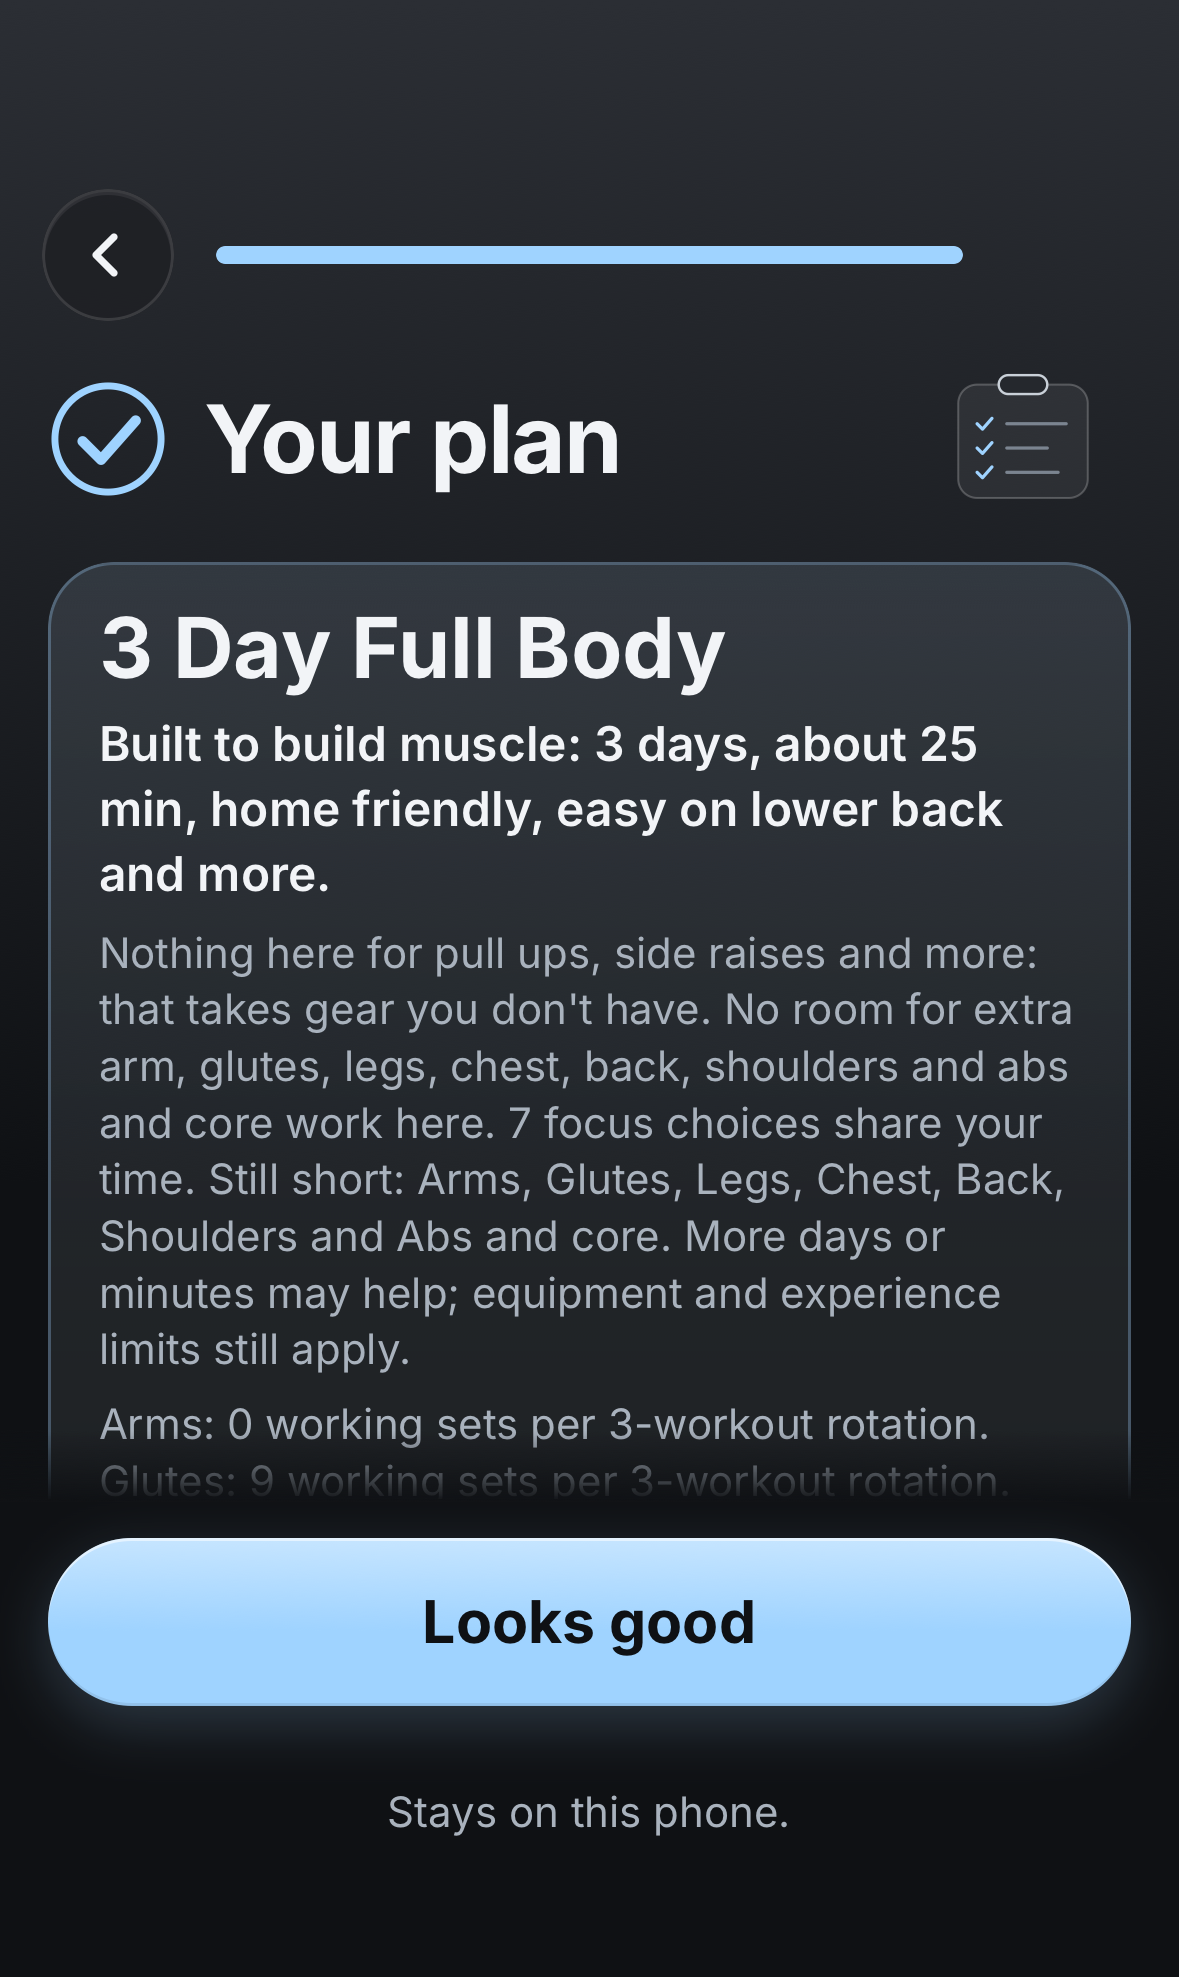 Your plan
3 Day Full Body
Built to build muscle: 3 days, about 25
min, home friendly, easy on lower back
and more.
Nothing here for pull ups, side raises and more:
that takes gear you don't have. No room for extra
arm, glutes, legs, chest, back, shoulders and abs
and core work here. 7 focus choices share your
time. Still short: Arms, Glutes, Legs, Chest, Back,
Shoulders and Abs and core. More days or
minutes may help; equipment and experience
limits still apply.
Arms: 0 working sets per 3-workout rotation.
Glutes: 9 working sets per 3-workout rotation.
Looks good
Stays on this phone.